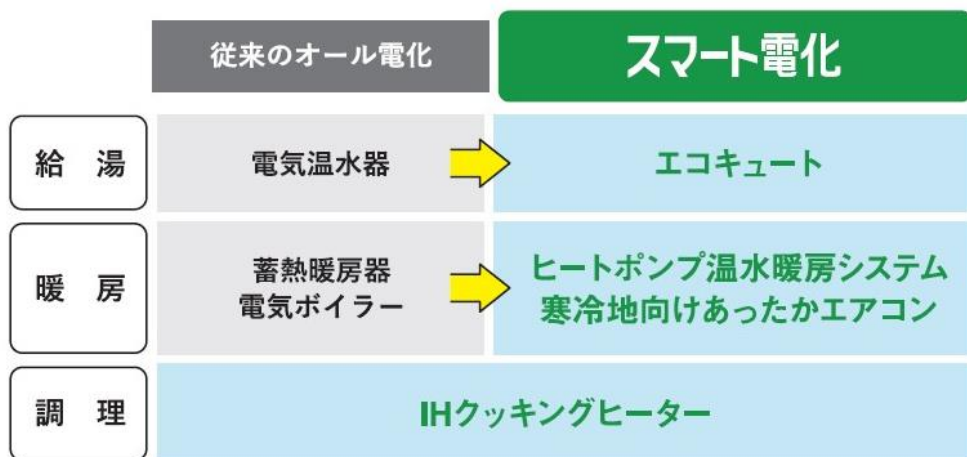 従来のオール電化
スマート電化
給 湯
電気温水器
エコキュート
暖 房
蓄熱暖房器
電気ボイラー
ヒートポンプ温水暖房システム
寒冷地向けあったかエアコン
調 理
IHクッキングヒーター